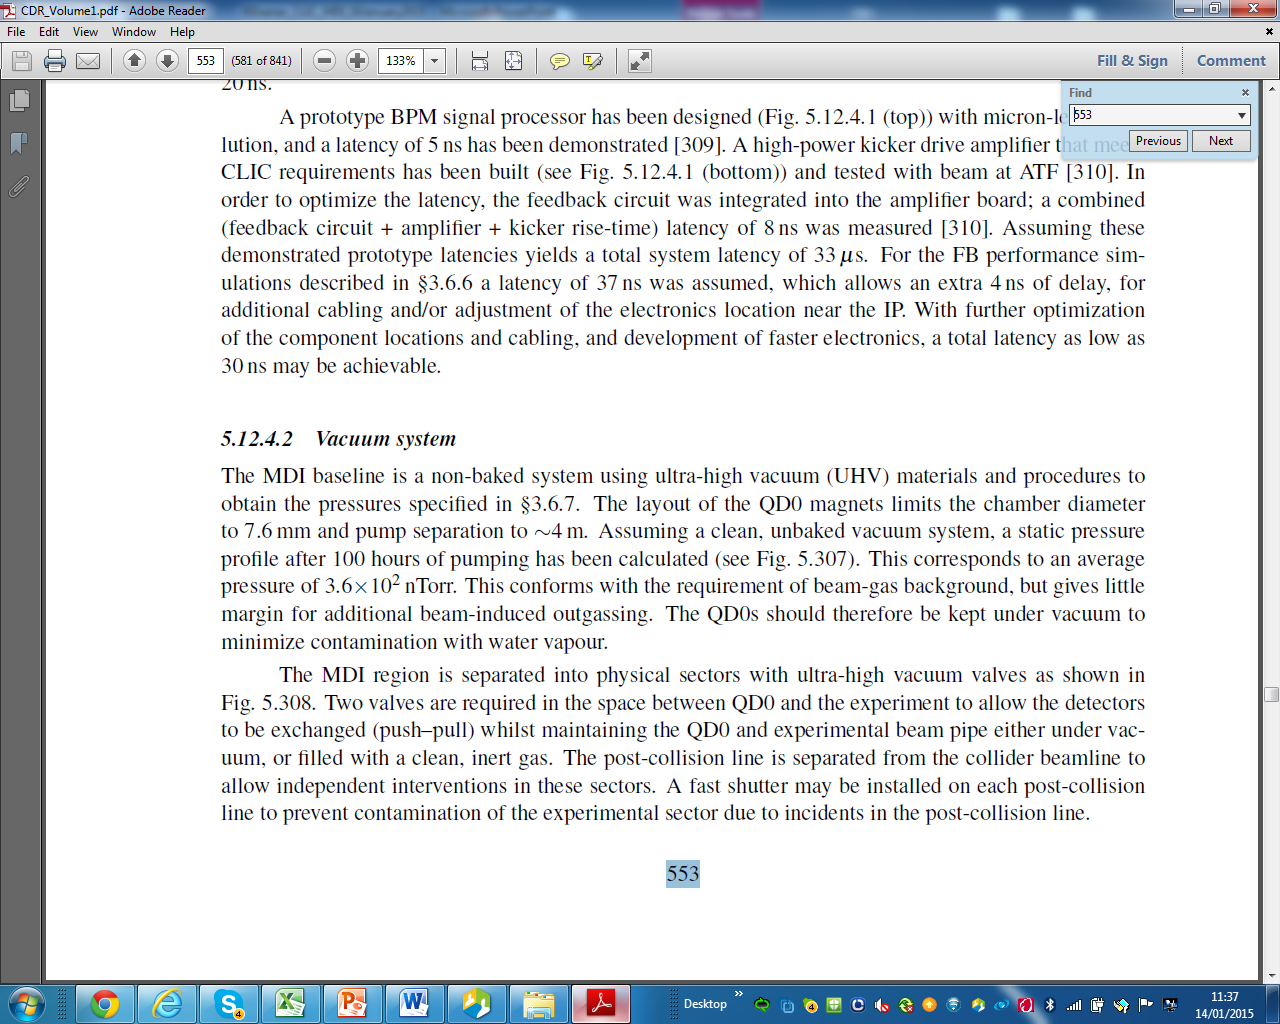 CDR_Volume1.pdf - Adobe Reader
File Edit View Window Help
553 (581 of 841) 133% Fill & Sign Comment
Find
553
Previous Next
20 ns.
A prototype BPM signal processor has been designed (Fig. 5.12.4.1 (top)) with micron-le
lution, and a latency of 5 ns has been demonstrated [309]. A high-power kicker drive amplifier that mee
CLIC requirements has been built (see Fig. 5.12.4.1 (bottom)) and tested with beam at ATF [310]. In
order to optimize the latency, the feedback circuit was integrated into the amplifier board; a combined
(feedback circuit + amplifier + kicker rise-time) latency of 8 ns was measured [310]. Assuming these
demonstrated prototype latencies yields a total system latency of 33 μs. For the FB performance sim-
ulations described in §3.6.6 a latency of 37 ns was assumed, which allows an extra 4 ns of delay, for
additional cabling and/or adjustment of the electronics location near the IP. With further optimization
of the component locations and cabling, and development of faster electronics, a total latency as low as
30 ns may be achievable.
5.12.4.2 Vacuum system
The MDI baseline is a non-baked system using ultra-high vacuum (UHV) materials and procedures to
obtain the pressures specified in §3.6.7. The layout of the QD0 magnets limits the chamber diameter
to 7.6 mm and pump separation to ∼4 m. Assuming a clean, unbaked vacuum system, a static pressure
profile after 100 hours of pumping has been calculated (see Fig. 5.307). This corresponds to an average
pressure of 3.6×10² nTorr. This conforms with the requirement of beam-gas background, but gives little
margin for additional beam-induced outgassing. The QD0s should therefore be kept under vacuum to
minimize contamination with water vapour.
The MDI region is separated into physical sectors with ultra-high vacuum valves as shown in
Fig. 5.308. Two valves are required in the space between QD0 and the experiment to allow the detectors
to be exchanged (push–pull) whilst maintaining the QD0 and experimental beam pipe either under vac-
uum, or filled with a clean, inert gas. The post-collision line is separated from the collider beamline to
allow independent interventions in these sectors. A fast shutter may be installed on each post-collision
line to prevent contamination of the experimental sector due to incidents in the post-collision line.
553
Desktop » 11:37
14/01/2015